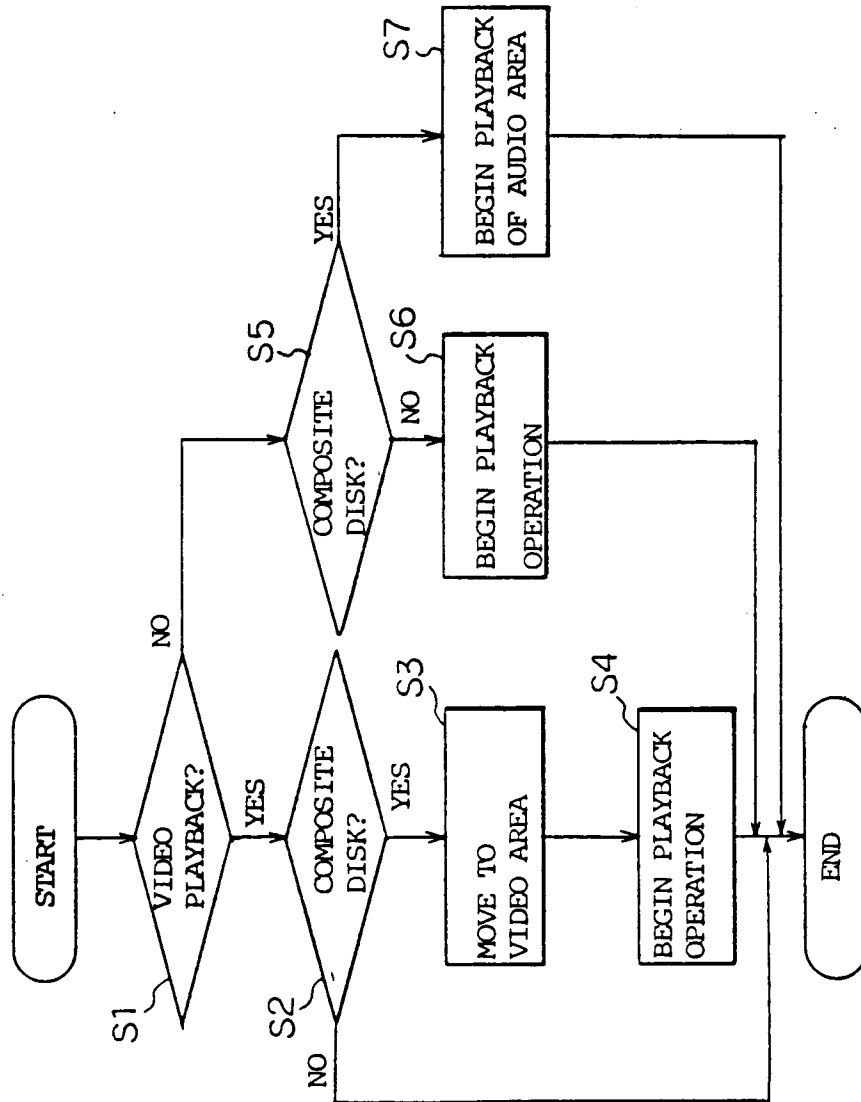 START
S1
VIDEO
PLAYBACK?
NO
YES
S2
COMPOSITE
DISK?
NO
YES
S3
MOVE TO
VIDEO AREA
S4
BEGIN PLAYBACK
OPERATION
S5
COMPOSITE
DISK?
YES
NO
S6
BEGIN PLAYBACK
OPERATION
S7
BEGIN PLAYBACK
OF AUDIO AREA
END